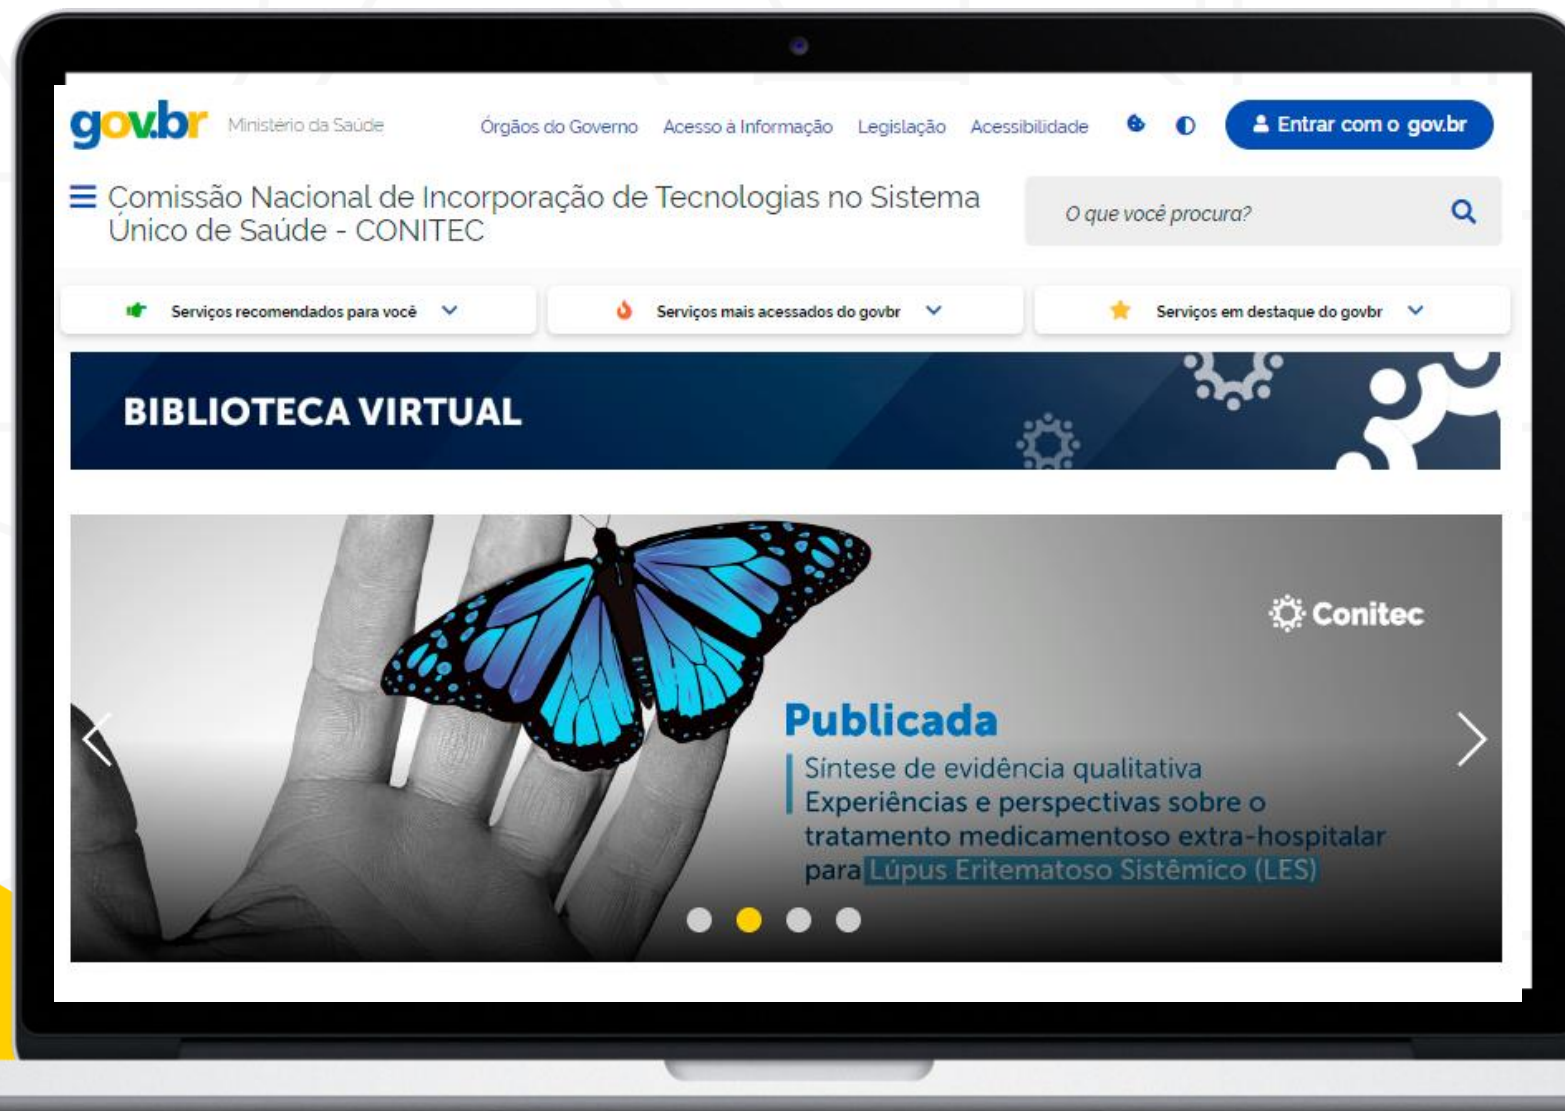 gov.br
Ministério da Saúde
Órgãos do Governo
Acesso à Informação
Legislação
Acessibilidade
Entrar com o gov.br
Comissão Nacional de Incorporação de Tecnologias no Sistema
Único de Saúde - CONITEC
O que você procura?
Serviços recomendados para você
Serviços mais acessados do govbr
Serviços em destaque do govbr
BIBLIOTECA VIRTUAL
Conitec
Publicada
Síntese de evidência qualitativa
Experiências e perspectivas sobre o
tratamento medicamentoso extra-hospitalar
para Lúpus Eritematoso Sistêmico (LES)